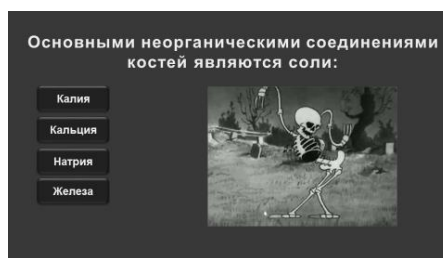 Основными неорганическими соединениями
костей являются соли:
Калия
Кальция
Натрия
Железа